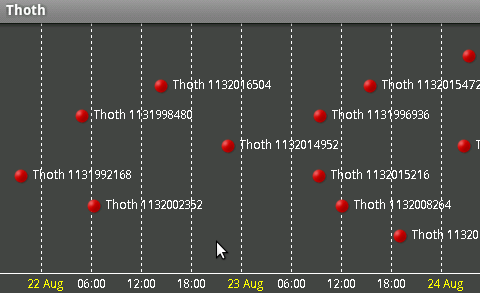 Thoth
Thoth 1132016504
Thoth 1132015472
Thoth 1131998480
Thoth 1131996936
Thoth 1132014952
Thoth 1131992168
Thoth 1132015216
Thoth 1132002352
Thoth 1132008264
Thoth 11320
22 Aug 06:00 12:00 18:00 23 Aug 06:00 12:00 18:00 24 Aug